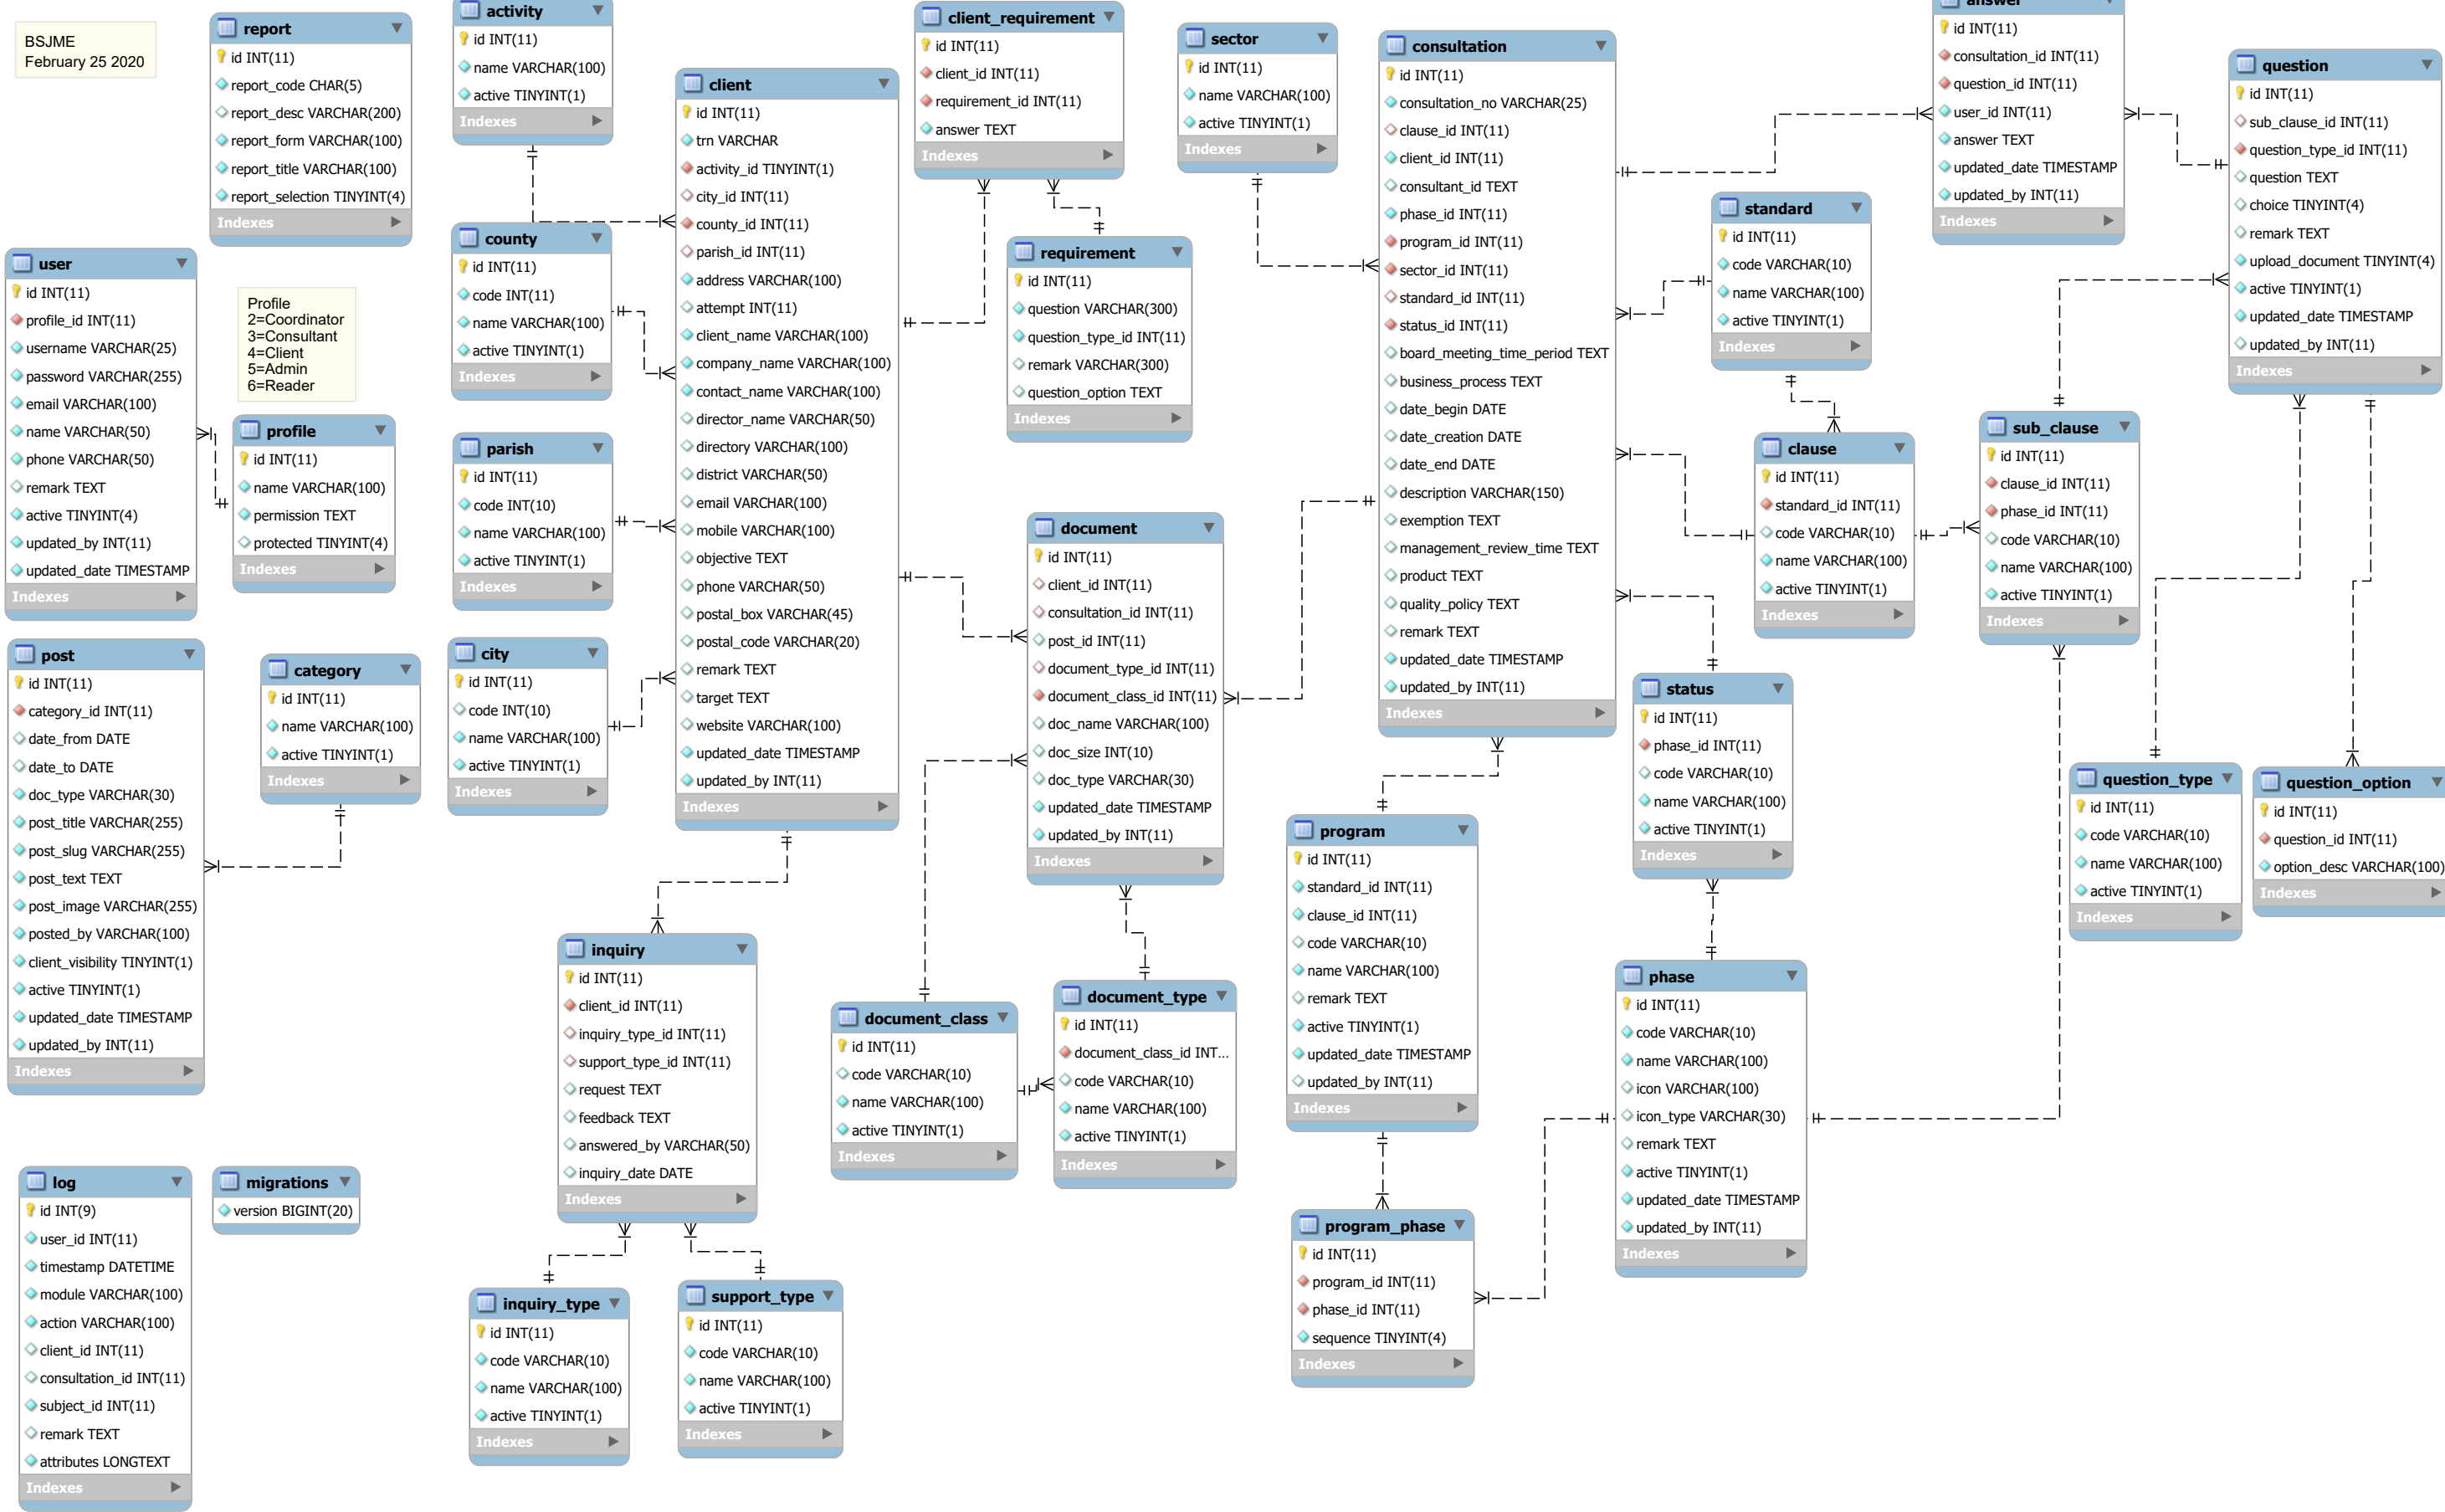 BSJME
February 25 2020
report
id INT(11)
report_code CHAR(5)
report_desc VARCHAR(200)
report_form VARCHAR(100)
report_title VARCHAR(100)
report_selection TINYINT(4)
Indexes
activity
id INT(11)
name VARCHAR(100)
active TINYINT(1)
Indexes
client
id INT(11)
trn VARCHAR
activity_id TINYINT(1)
city_id INT(11)
county_id INT(11)
parish_id INT(11)
address VARCHAR(100)
attempt INT(11)
client_name VARCHAR(100)
company_name VARCHAR(100)
contact_name VARCHAR(100)
director_name VARCHAR(50)
directory VARCHAR(100)
district VARCHAR(50)
email VARCHAR(100)
mobile VARCHAR(100)
objective TEXT
phone VARCHAR(50)
postal_box VARCHAR(45)
postal_code VARCHAR(20)
remark TEXT
target TEXT
website VARCHAR(100)
updated_date TIMESTAMP
updated_by INT(11)
Indexes
client_requirement
id INT(11)
client_id INT(11)
requirement_id INT(11)
answer TEXT
Indexes
sector
id INT(11)
name VARCHAR(100)
active TINYINT(1)
Indexes
consultation
id INT(11)
consultation_no VARCHAR(25)
clause_id INT(11)
client_id INT(11)
consultant_id TEXT
phase_id INT(11)
program_id INT(11)
sector_id INT(11)
standard_id INT(11)
status_id INT(11)
board_meeting_time_period TEXT
business_process TEXT
date_begin DATE
date_creation DATE
date_end DATE
description VARCHAR(150)
exemption TEXT
management_review_time TEXT
product TEXT
quality_policy TEXT
remark TEXT
updated_date TIMESTAMP
updated_by INT(11)
Indexes
answer
id INT(11)
consultation_id INT(11)
question_id INT(11)
user_id INT(11)
answer TEXT
updated_date TIMESTAMP
updated_by INT(11)
Indexes
question
id INT(11)
sub_clause_id INT(11)
question_type_id INT(11)
question TEXT
choice TINYINT(4)
remark TEXT
upload_document TINYINT(4)
active TINYINT(1)
updated_date TIMESTAMP
updated_by INT(11)
Indexes
standard
id INT(11)
code VARCHAR(10)
name VARCHAR(100)
active TINYINT(1)
Indexes
county
id INT(11)
code INT(11)
name VARCHAR(100)
active TINYINT(1)
Indexes
requirement
id INT(11)
question VARCHAR(300)
question_type_id INT(11)
remark VARCHAR(300)
question_option TEXT
Indexes
user
id INT(11)
profile_id INT(11)
username VARCHAR(25)
password VARCHAR(255)
email VARCHAR(100)
name VARCHAR(50)
phone VARCHAR(50)
remark TEXT
active TINYINT(4)
updated_by INT(11)
updated_date TIMESTAMP
Indexes
Profile
2=Coordinator
3=Consultant
4=Client
5=Admin
6=Reader
profile
id INT(11)
name VARCHAR(100)
permission TEXT
protected TINYINT(4)
Indexes
parish
id INT(11)
code INT(10)
name VARCHAR(100)
active TINYINT(1)
Indexes
clause
id INT(11)
standard_id INT(11)
code VARCHAR(10)
name VARCHAR(100)
active TINYINT(1)
Indexes
sub_clause
id INT(11)
clause_id INT(11)
phase_id INT(11)
code VARCHAR(10)
name VARCHAR(100)
active TINYINT(1)
Indexes
document
id INT(11)
client_id INT(11)
consultation_id INT(11)
post_id INT(11)
document_type_id INT(11)
document_class_id INT(11)
doc_name VARCHAR(100)
doc_size INT(10)
doc_type VARCHAR(30)
updated_date TIMESTAMP
updated_by INT(11)
Indexes
post
id INT(11)
category_id INT(11)
date_from DATE
date_to DATE
doc_type VARCHAR(30)
post_title VARCHAR(255)
post_slug VARCHAR(255)
post_text TEXT
post_image VARCHAR(255)
posted_by VARCHAR(100)
client_visibility TINYINT(1)
active TINYINT(1)
updated_date TIMESTAMP
updated_by INT(11)
Indexes
category
id INT(11)
name VARCHAR(100)
active TINYINT(1)
Indexes
city
id INT(11)
code INT(10)
name VARCHAR(100)
active TINYINT(1)
Indexes
status
id INT(11)
phase_id INT(11)
code VARCHAR(10)
name VARCHAR(100)
active TINYINT(1)
Indexes
question_type
id INT(11)
code VARCHAR(10)
name VARCHAR(100)
active TINYINT(1)
Indexes
question_option
id INT(11)
question_id INT(11)
option_desc VARCHAR(100)
Indexes
program
id INT(11)
standard_id INT(11)
clause_id INT(11)
code VARCHAR(10)
name VARCHAR(100)
remark TEXT
active TINYINT(1)
updated_date TIMESTAMP
updated_by INT(11)
Indexes
inquiry
id INT(11)
client_id INT(11)
inquiry_type_id INT(11)
support_type_id INT(11)
request TEXT
feedback TEXT
answered_by VARCHAR(50)
inquiry_date DATE
Indexes
document_class
id INT(11)
code VARCHAR(10)
name VARCHAR(100)
active TINYINT(1)
Indexes
document_type
id INT(11)
document_class_id INT...
code VARCHAR(10)
name VARCHAR(100)
active TINYINT(1)
Indexes
phase
id INT(11)
code VARCHAR(10)
name VARCHAR(100)
icon VARCHAR(100)
icon_type VARCHAR(30)
remark TEXT
active TINYINT(1)
updated_date TIMESTAMP
updated_by INT(11)
Indexes
log
id INT(9)
user_id INT(11)
timestamp DATETIME
module VARCHAR(100)
action VARCHAR(100)
client_id INT(11)
consultation_id INT(11)
subject_id INT(11)
remark TEXT
attributes LONGTEXT
Indexes
migrations
version BIGINT(20)
program_phase
id INT(11)
program_id INT(11)
phase_id INT(11)
sequence TINYINT(4)
Indexes
inquiry_type
id INT(11)
code VARCHAR(10)
name VARCHAR(100)
active TINYINT(1)
Indexes
support_type
id INT(11)
code VARCHAR(10)
name VARCHAR(100)
active TINYINT(1)
Indexes